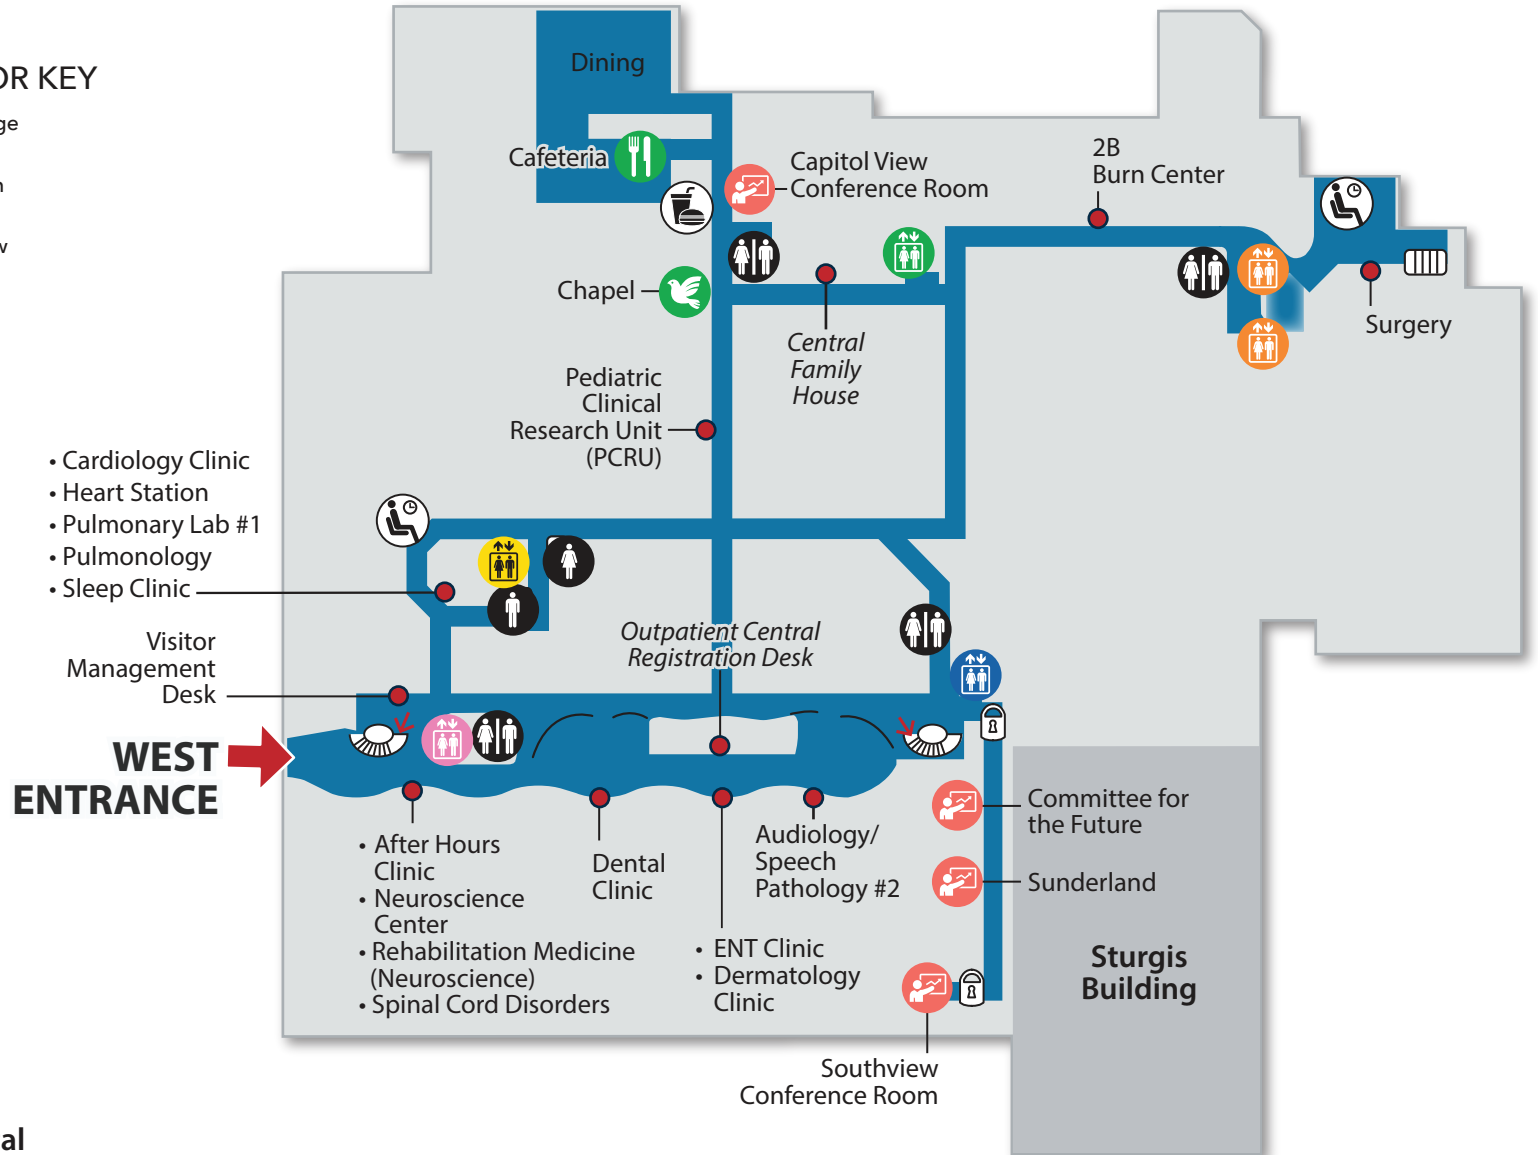 OR KEY
ge
n
w
Dining
Cafeteria
Capitol View
Conference Room
2B
Burn Center
Chapel
Surgery
Central
Family
House
Pediatric
Clinical
Research Unit
(PCRU)
• Cardiology Clinic
• Heart Station
• Pulmonary Lab #1
• Pulmonology
• Sleep Clinic
Outpatient Central
Registration Desk
Visitor
Management
Desk
WEST
ENTRANCE
• After Hours
Clinic
• Neuroscience
Center
• Rehabilitation Medicine
(Neuroscience)
• Spinal Cord Disorders
Dental
Clinic
• ENT Clinic
• Dermatology
Clinic
Audiology/
Speech
Pathology #2
Committee for
the Future
Sunderland
Sturgis
Building
Southview
Conference Room
al